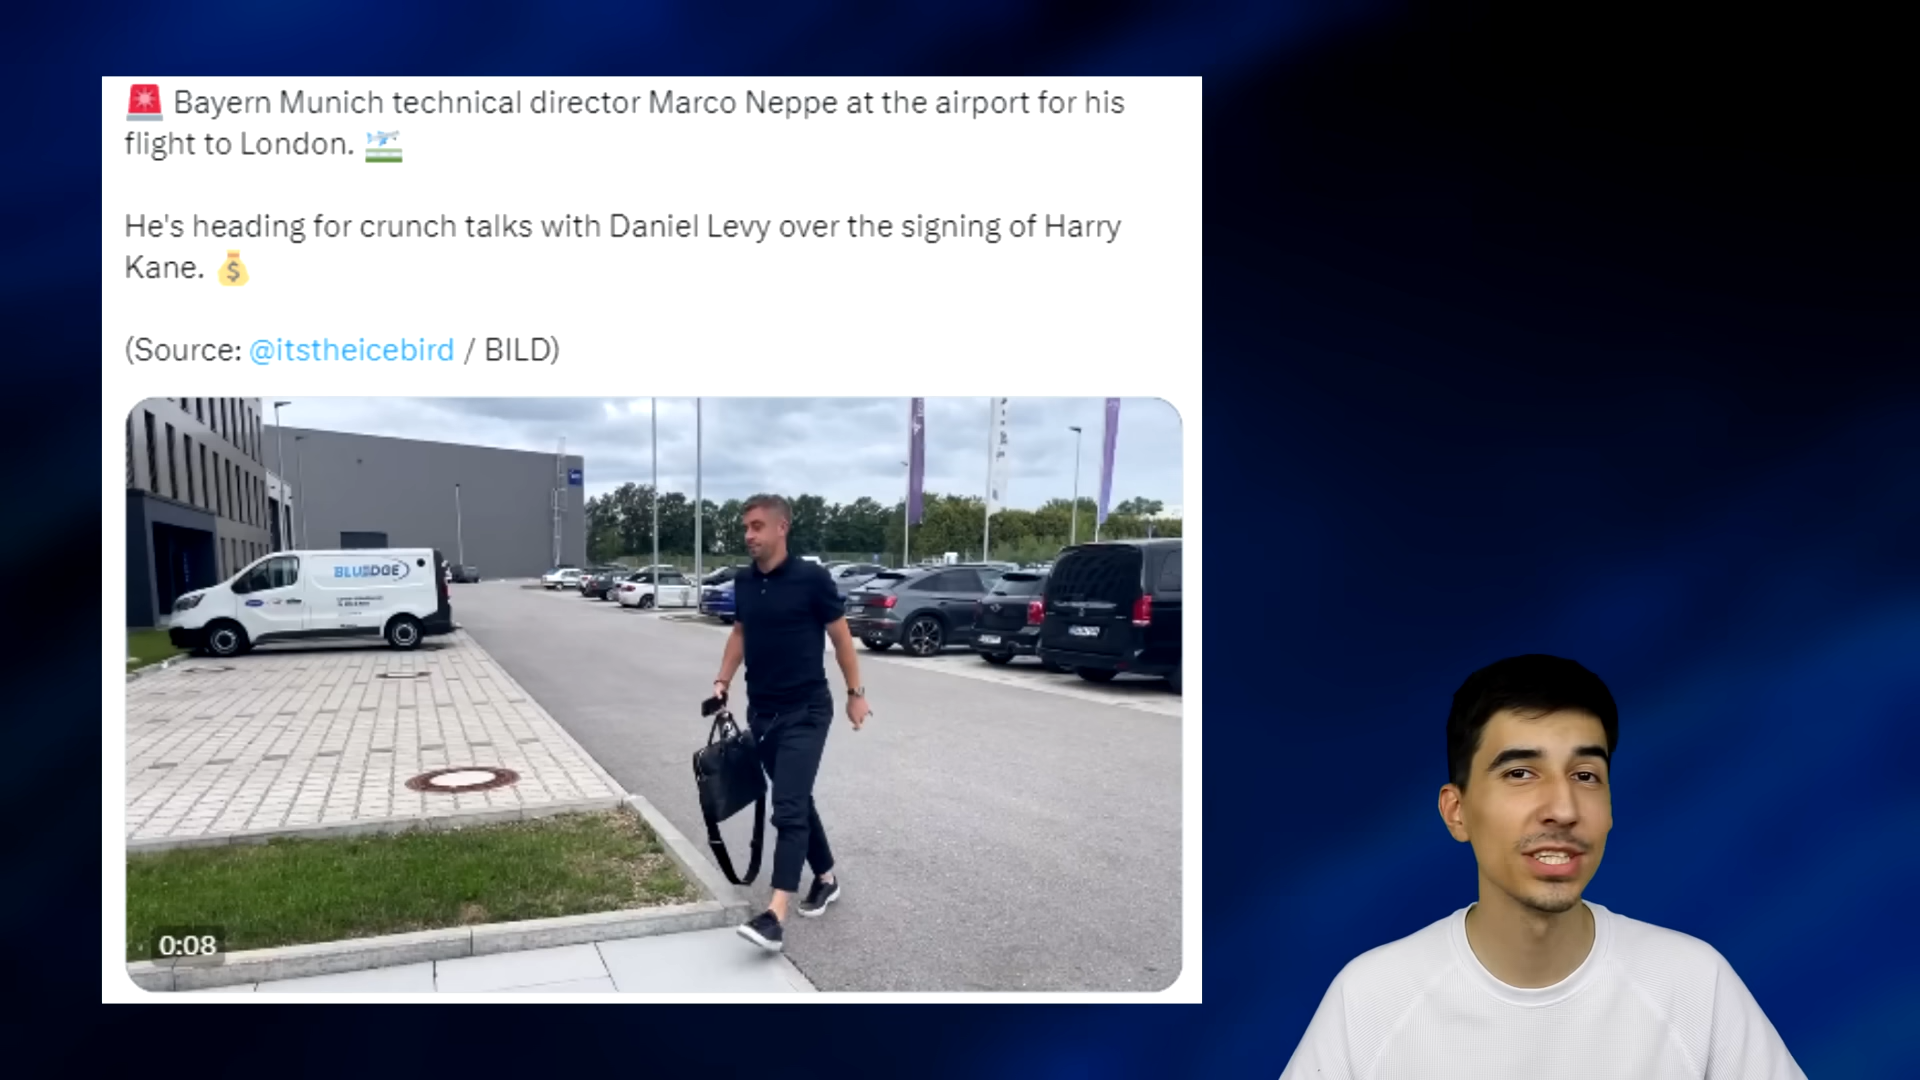 🚨 Bayern Munich technical director Marco Neppe at the airport for his
flight to London. 🛫
He's heading for crunch talks with Daniel Levy over the signing of Harry
Kane. 💰
(Source: @itstheicebird / BILD)
BLUEDGE
0:08